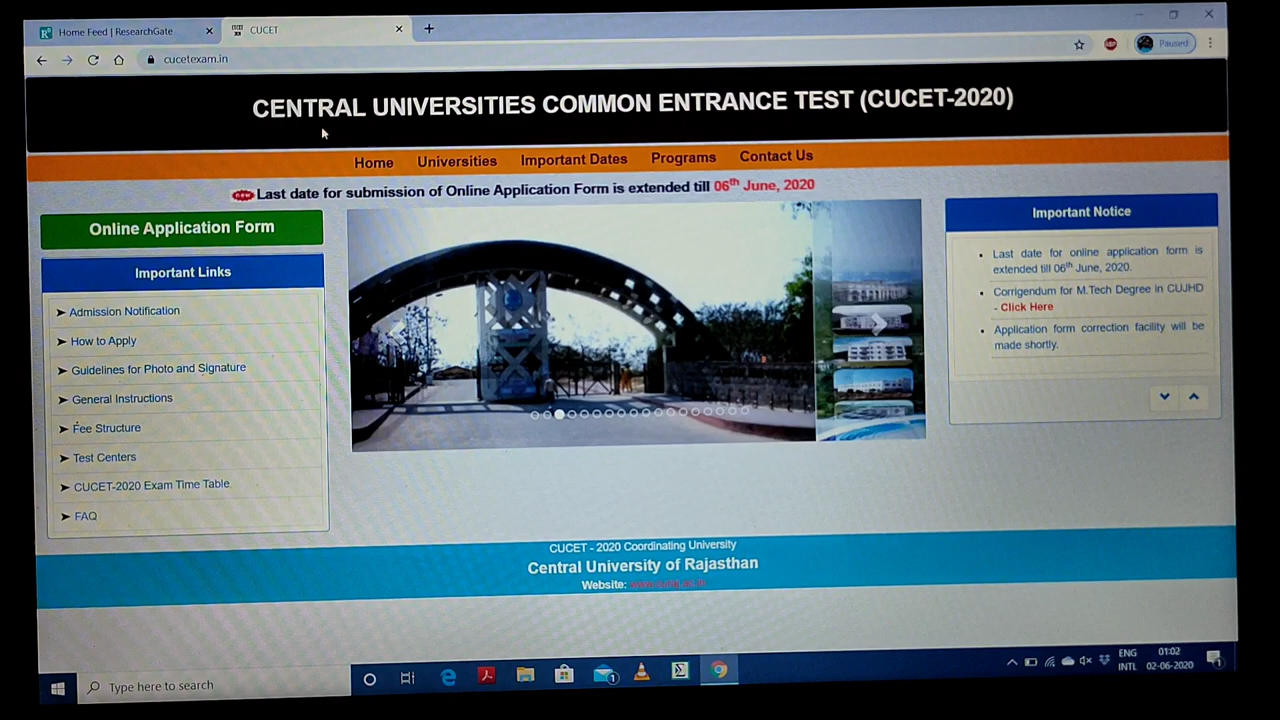 Home Feed | ResearchGate
CUCET
cucetexam.in
Paused
CENTRAL UNIVERSITIES COMMON ENTRANCE TEST (CUCET-2020)
Home Universities Important Dates Programs Contact Us
new Last date for submission of Online Application Form is extended till 06th June, 2020
Online Application Form
Important Links
Admission Notification
How to Apply
Guidelines for Photo and Signature
General Instructions
Fee Structure
Test Centers
CUCET-2020 Exam Time Table
FAQ
Important Notice
Last date for online application form is
extended till 06th June, 2020.
Corrigendum for M.Tech Degree in CUJHD
- Click Here
Application form correction facility will be
made shortly.
CUCET - 2020 Coordinating University
Central University of Rajasthan
Website:
Type here to search
ENG
INTL
01:02
02-06-2020